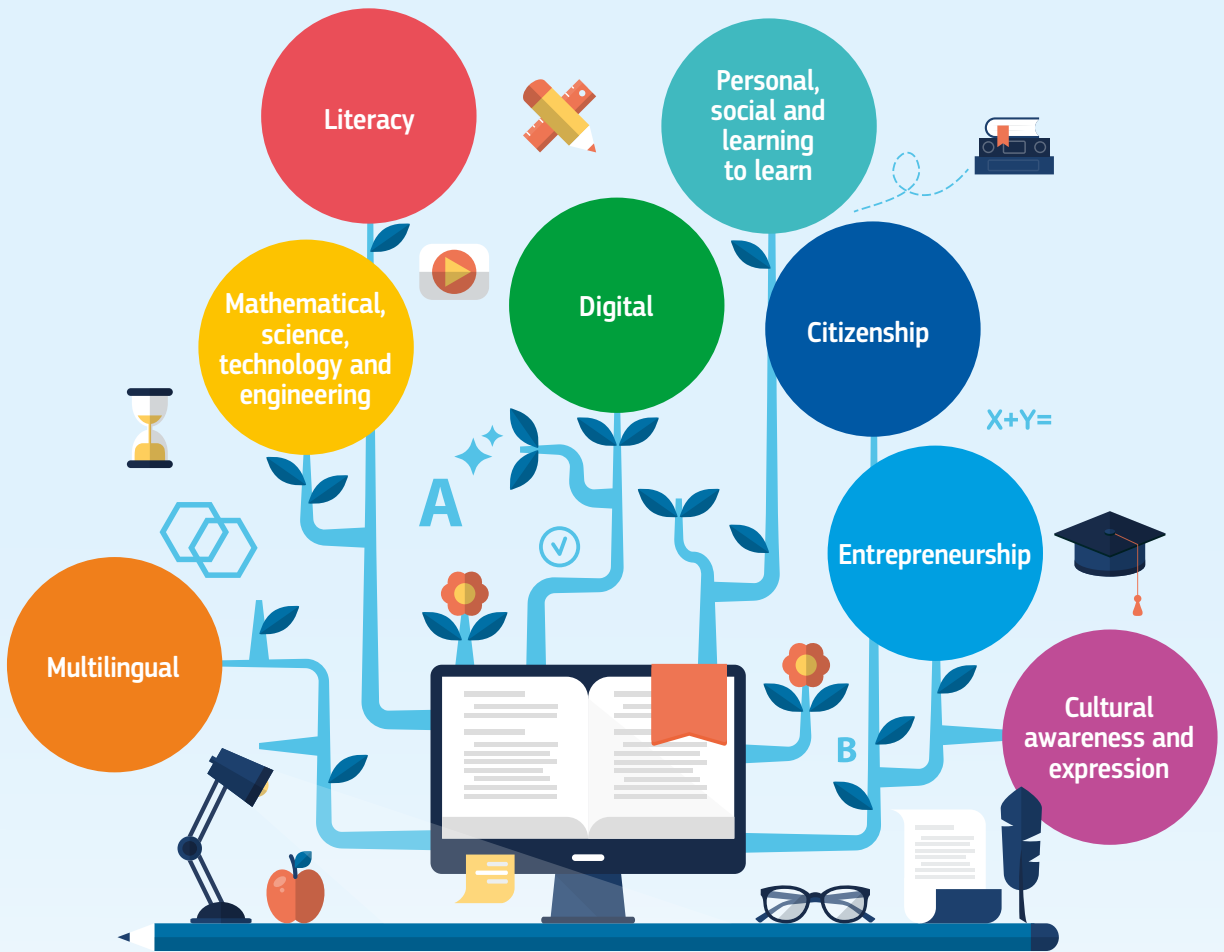 Literacy
Personal,
social and
learning
to learn
Mathematical,
science,
technology and
engineering
Digital
Citizenship
X+Y=
A
Entrepreneurship
Multilingual
Cultural
awareness and
expression
B